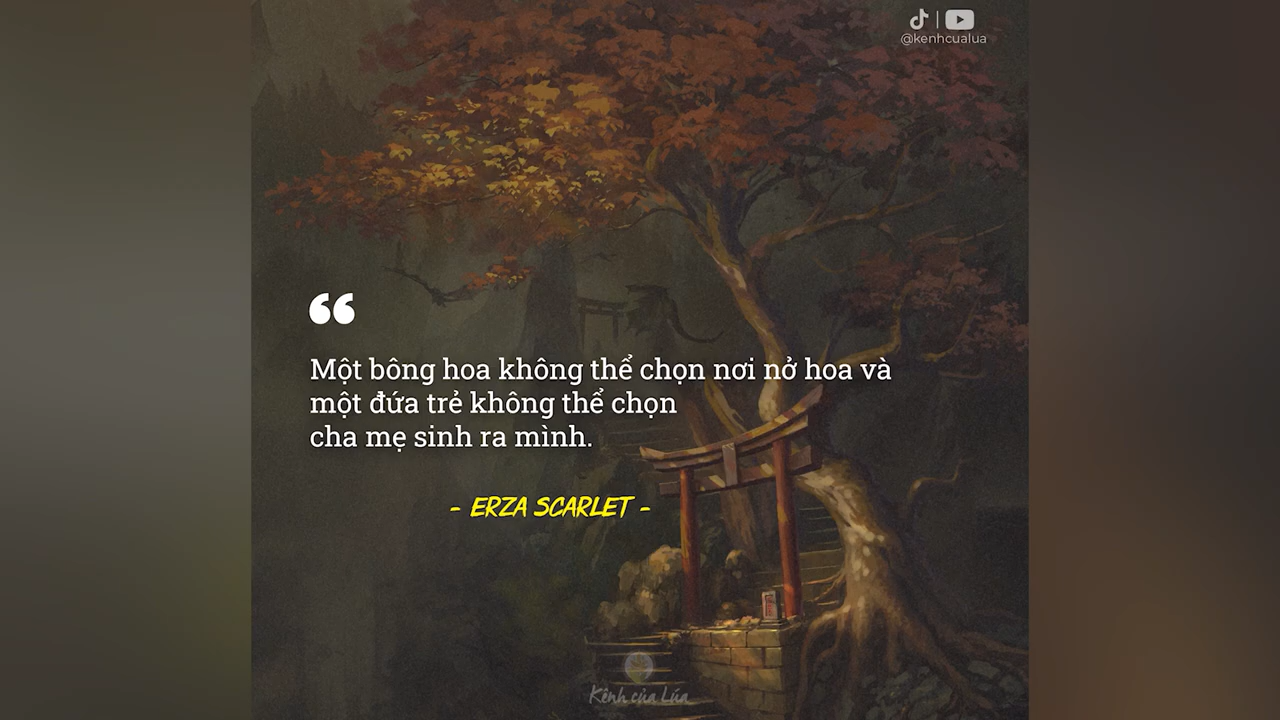 @kenhcualua
“
Một bông hoa không thể chọn nơi nở hoa và
một đứa trẻ không thể chọn
cha mẹ sinh ra mình.
- ERZA SCARLET -
Kênh của Lúa